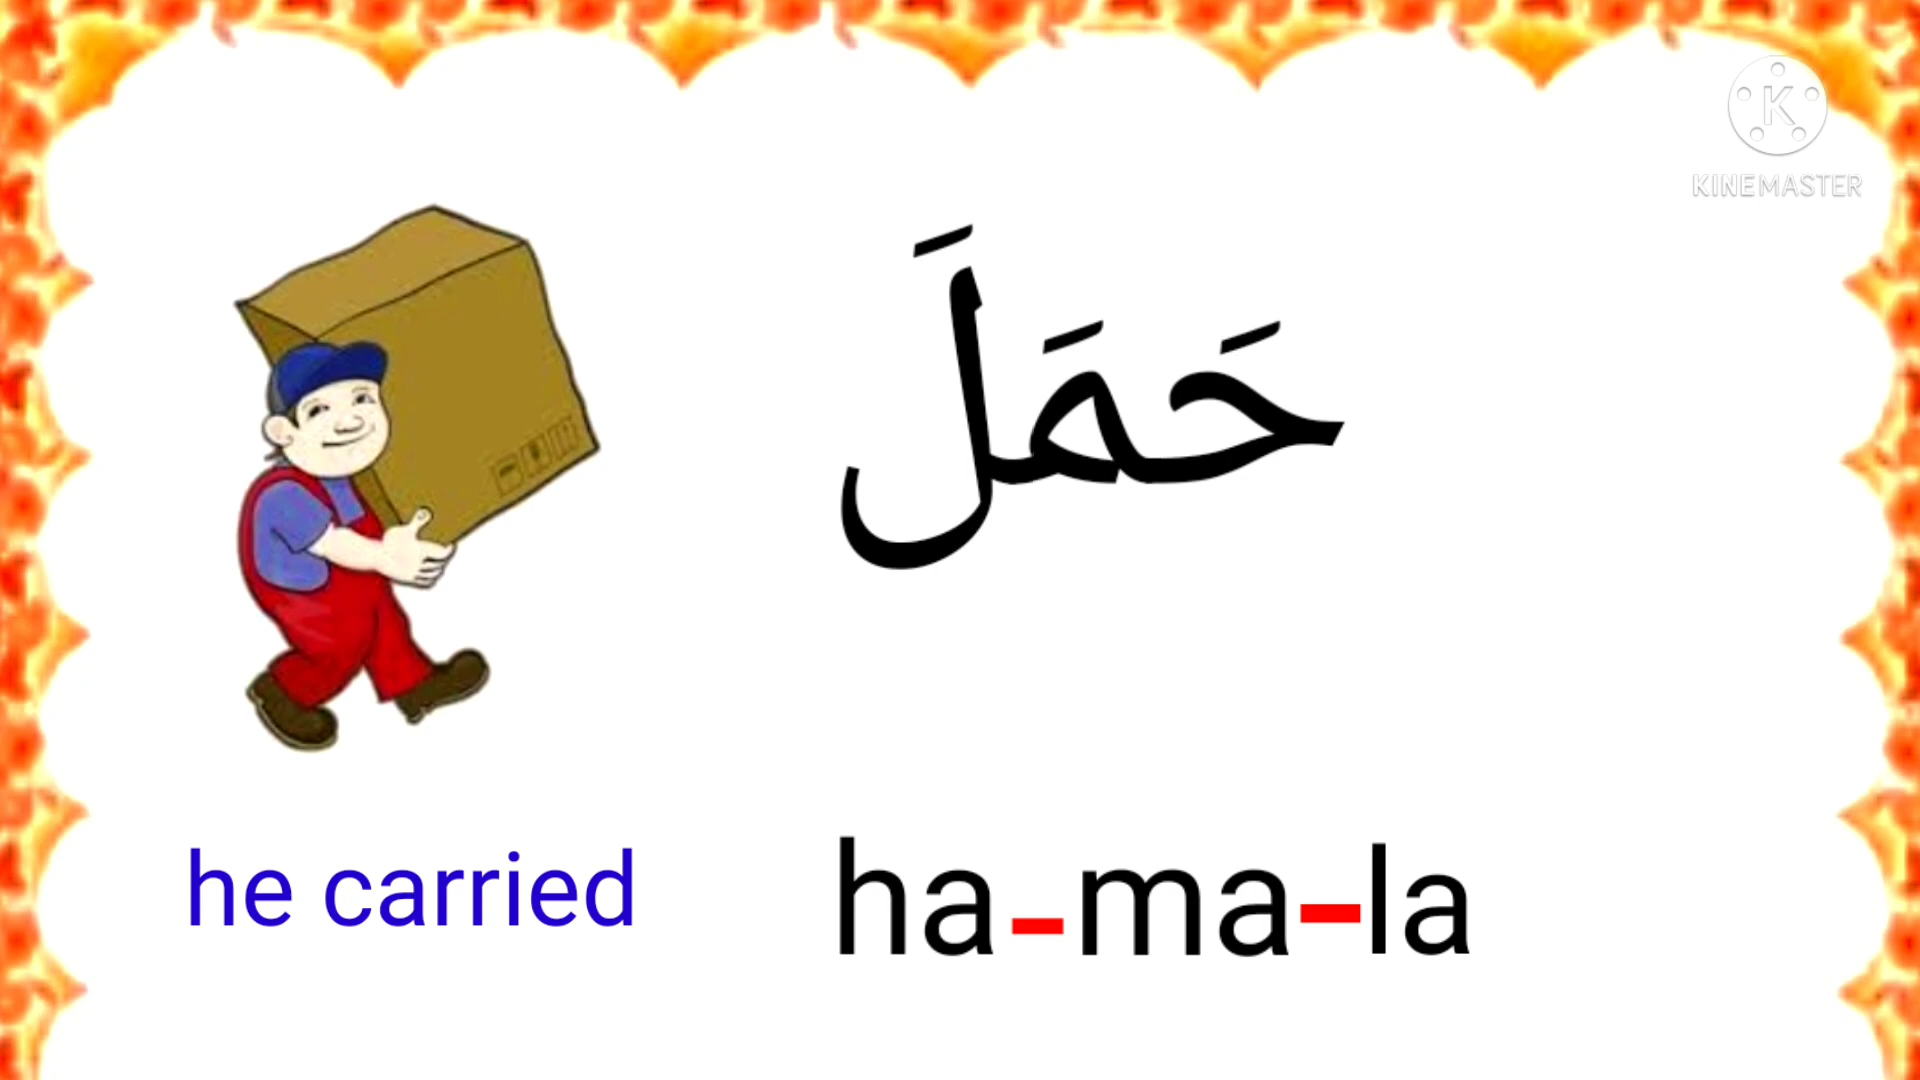 K
KINEMASTER
حَمَلَ
he carried
ha-ma-la